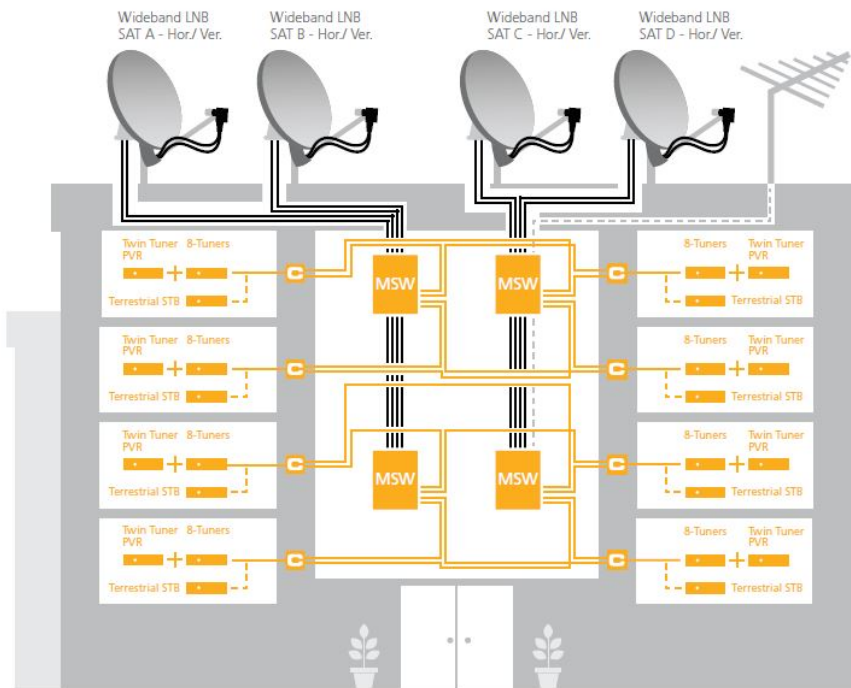 Wideband LNB
SAT A - Hor./ Ver.
Wideband LNB
SAT B - Hor./ Ver.
Wideband LNB
SAT C - Hor./ Ver.
Wideband LNB
SAT D - Hor./ Ver.
Twin Tuner 8-Tuners
PVR
Terrestrial STB
MSW
MSW
8-Tuners Twin Tuner
PVR
Terrestrial STB
Twin Tuner 8-Tuners
PVR
Terrestrial STB
8-Tuners Twin Tuner
PVR
Terrestrial STB
Twin Tuner 8-Tuners
PVR
Terrestrial STB
MSW
MSW
8-Tuners Twin Tuner
PVR
Terrestrial STB
Twin Tuner 8-Tuners
PVR
Terrestrial STB
8-Tuners Twin Tuner
PVR
Terrestrial STB